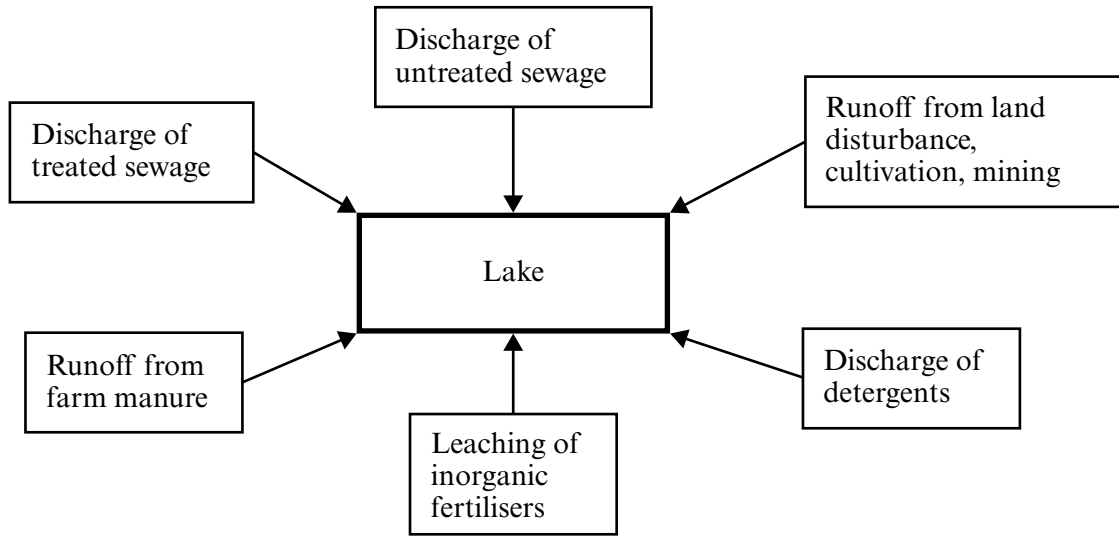 Discharge of
untreated sewage
Discharge of
treated sewage
Runoff from land
disturbance,
cultivation, mining
Lake
Runoff from
farm manure
Discharge of
detergents
Leaching of
inorganic
fertilisers